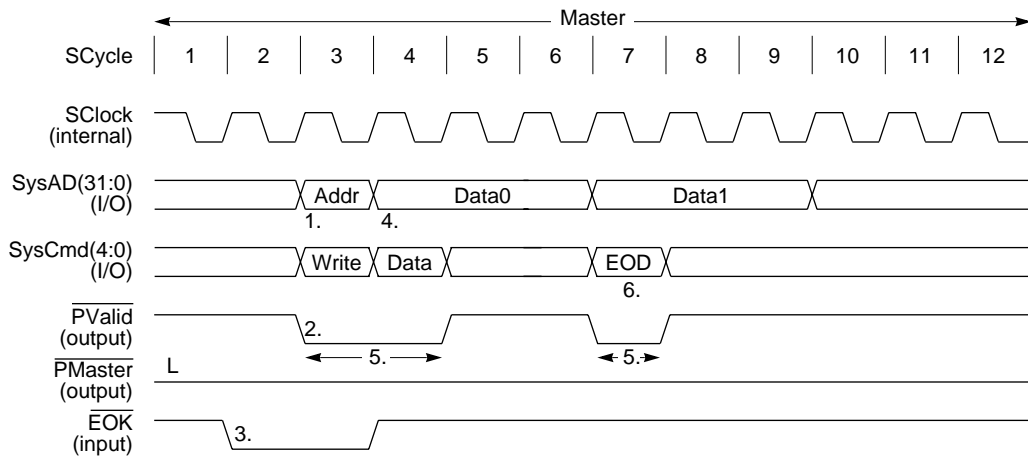 Master
SCycle 1 2 3 4 5 6 7 8 9 10 11 12
SClock
(internal)
SysAD(31:0)
(I/O)
Addr Data0 Data1
1. 4.
SysCmd(4:0)
(I/O)
Write Data EOD
6.
PValid
(output)
2.
5. 5.
PMaster
(output)
L
EOK
(input)
3.